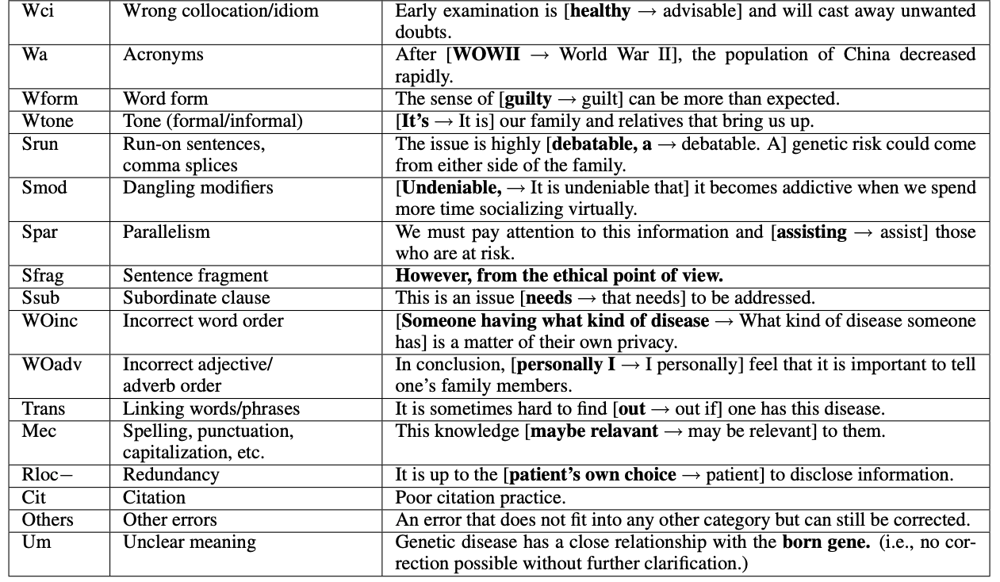 Wci Wrong collocation/idiom Early examination is [healthy → advisable] and will cast away unwanted
doubts.
Wa Acronyms After [WOWII → World War II], the population of China decreased
rapidly.
Wform Word form The sense of [guilty → guilt] can be more than expected.
Wtone Tone (formal/informal) [It's → It is] our family and relatives that bring us up.
Srun Run-on sentences, The issue is highly [debatable, a → debatable. A] genetic risk could come
comma splices from either side of the family.
Smod Dangling modifiers [Undeniable, → It is undeniable that] it becomes addictive when we spend
more time socializing virtually.
Spar Parallelism We must pay attention to this information and [assisting → assist] those
who are at risk.
Sfrag Sentence fragment However, from the ethical point of view.
Ssub Subordinate clause This is an issue [needs → that needs] to be addressed.
WOinc Incorrect word order [Someone having what kind of disease → What kind of disease someone
has] is a matter of their own privacy.
WOadv Incorrect adjective/ In conclusion, [personally I → I personally] feel that it is important to tell
adverb order one's family members.
Trans Linking words/phrases It is sometimes hard to find [out → out if] one has this disease.
Mec Spelling, punctuation, This knowledge [maybe relavant → may be relevant] to them.
capitalization, etc.
Rloc− Redundancy It is up to the [patient's own choice → patient] to disclose information.
Cit Citation Poor citation practice.
Others Other errors An error that does not fit into any other category but can still be corrected.
Um Unclear meaning Genetic disease has a close relationship with the born gene. (i.e., no cor-
rection possible without further clarification.)